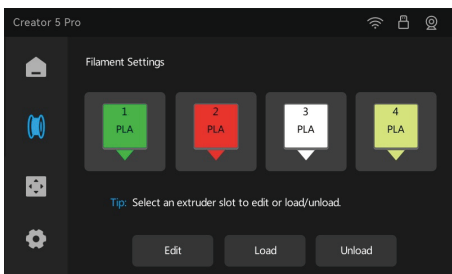 Creator 5 Pro
Filament Settings
1 2 3 4
PLA PLA PLA PLA
Tip: Select an extruder slot to edit or load/unload.
Edit Load Unload